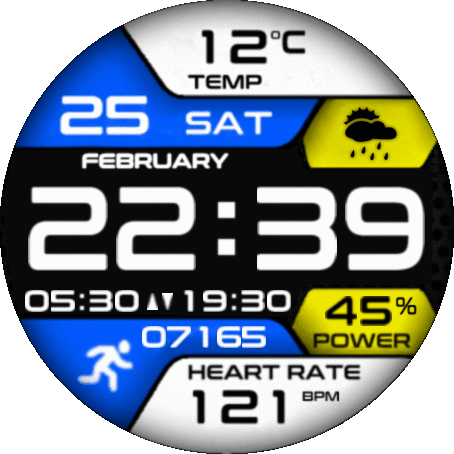 12°C
TEMP
25 SAT
FEBRUARY
22:39
05:30 ▲▼ 19:30
45%
POWER
07165
HEART RATE
121 BPM